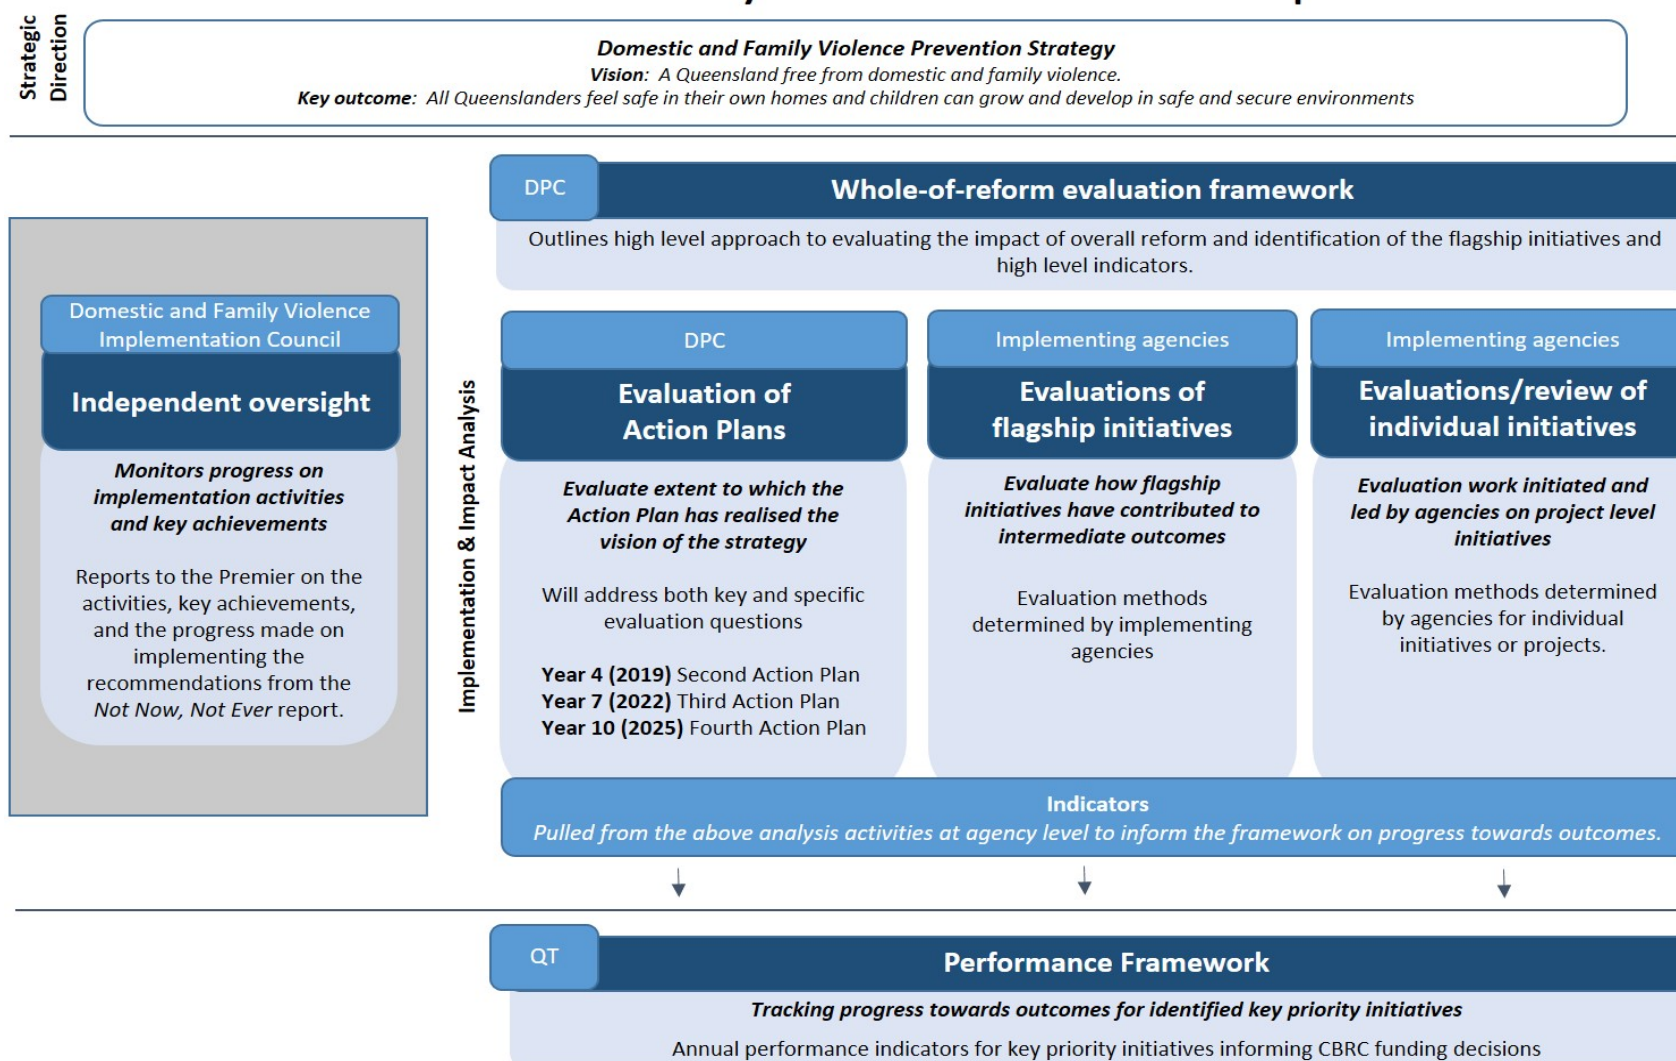 Strategic
Direction
Domestic and Family Violence Prevention Strategy
Vision: A Queensland free from domestic and family violence.
Key outcome: All Queenslanders feel safe in their own homes and children can grow and develop in safe and secure environments
DPC
Whole-of-reform evaluation framework
Outlines high level approach to evaluating the impact of overall reform and identification of the flagship initiatives and
high level indicators.
Domestic and Family Violence
Implementation Council
Independent oversight
Monitors progress on
implementation activities
and key achievements
Reports to the Premier on the
activities, key achievements,
and the progress made on
implementing the
recommendations from the
Not Now, Not Ever report.
Implementation & Impact Analysis
DPC
Evaluation of
Action Plans
Evaluate extent to which the
Action Plan has realised the
vision of the strategy
Will address both key and specific
evaluation questions
Year 4 (2019) Second Action Plan
Year 7 (2022) Third Action Plan
Year 10 (2025) Fourth Action Plan
Implementing agencies
Evaluations of
flagship initiatives
Evaluate how flagship
initiatives have contributed to
intermediate outcomes
Evaluation methods
determined by implementing
agencies
Implementing agencies
Evaluations/review of
individual initiatives
Evaluation work initiated and
led by agencies on project level
initiatives
Evaluation methods determined
by agencies for individual
initiatives or projects.
Indicators
Pulled from the above analysis activities at agency level to inform the framework on progress towards outcomes.
QT
Performance Framework
Tracking progress towards outcomes for identified key priority initiatives
Annual performance indicators for key priority initiatives informing CBRC funding decisions